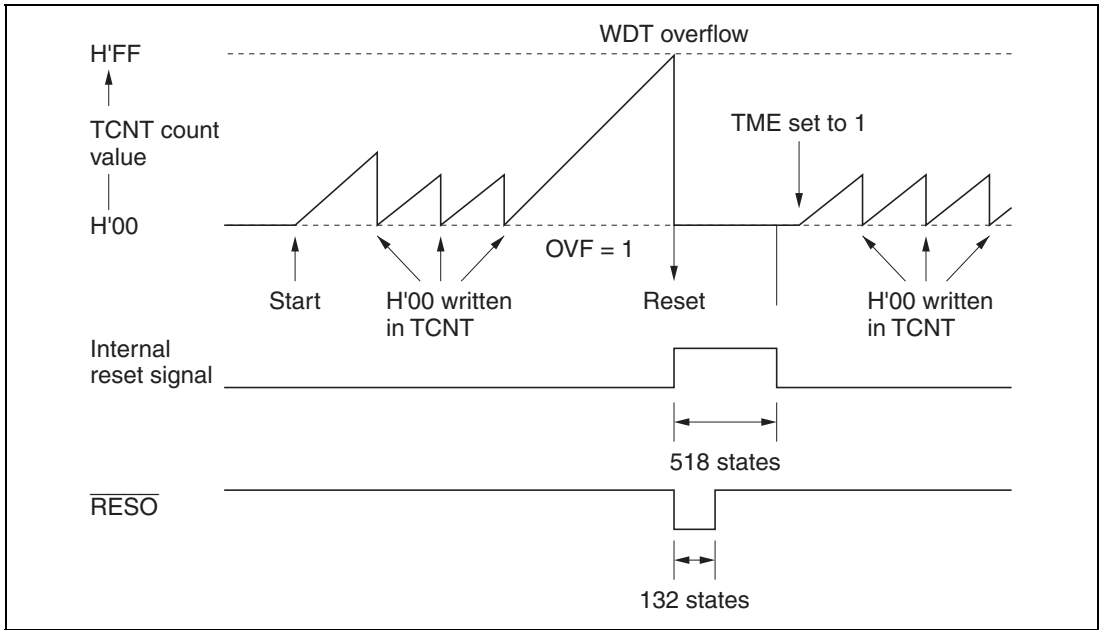 WDT overflow
H'FF
TCNT count
value
TME set to 1
H'00
OVF = 1
Start
H'00 written
in TCNT
Reset
H'00 written
in TCNT
Internal
reset signal
518 states
RESO
132 states